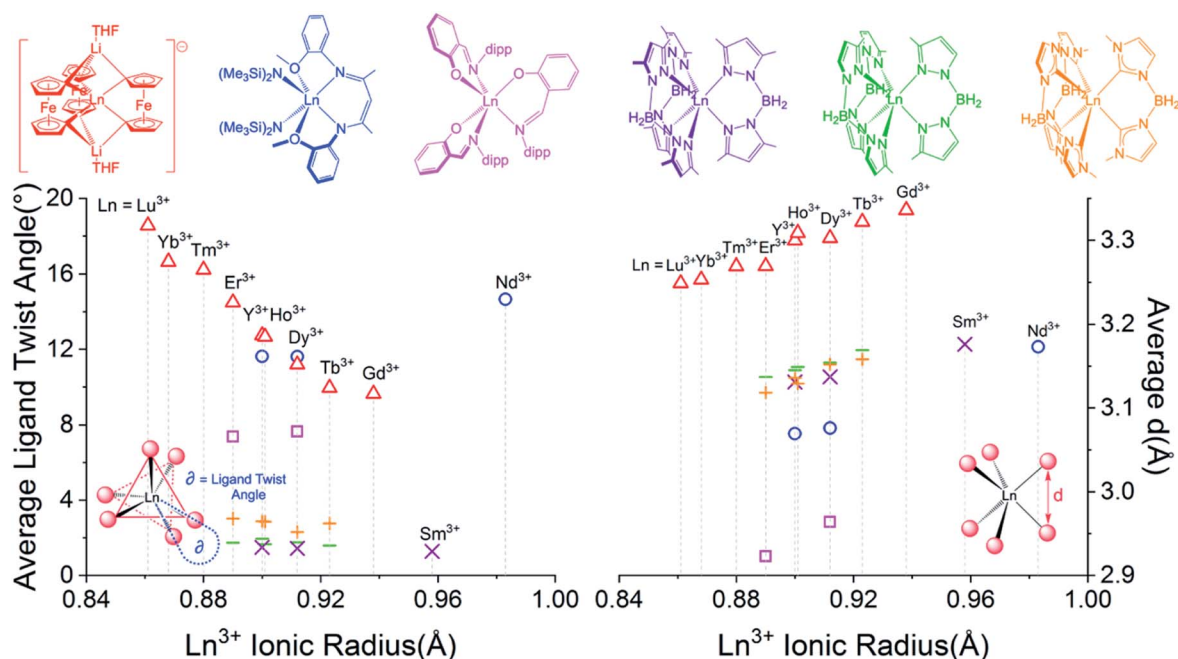 THF
Li
Fe
Fe
Ln
Fe
Li
THF
⊖
O
(Me₃Si)₂N
N
Ln
(Me₃Si)₂N
N
O
N
dipp
O
O
Ln
O
N
N
dipp
dipp
N
N
N
N
BH₂
Ln
BH₂
H₂B
N
N
N
N
N
N
N
N
BH₂
Ln
BH₂
H₂B
N
N
N
N
N
N
N
N
BH₂
Ln
BH₂
H₂B
N
N
N
N
Average Ligand Twist Angle(°)
20
16
12
8
4
0
Ln = Lu³⁺
Yb³⁺
Tm³⁺
Er³⁺
Y³⁺
Ho³⁺
Dy³⁺
Tb³⁺
Gd³⁺
Nd³⁺
Sm³⁺
Ln
∂ = Ligand Twist
Angle
∂
0.84
0.88
0.92
0.96
1.00
Ln³⁺ Ionic Radius(Å)
Ln = Lu³⁺
Yb³⁺
Tm³⁺
Er³⁺
Y³⁺
Ho³⁺
Dy³⁺
Tb³⁺
Gd³⁺
Sm³⁺
Nd³⁺
Ln
d
3.3
3.2
3.1
3.0
2.9
Average d(Å)
0.84
0.88
0.92
0.96
1.00
Ln³⁺ Ionic Radius(Å)